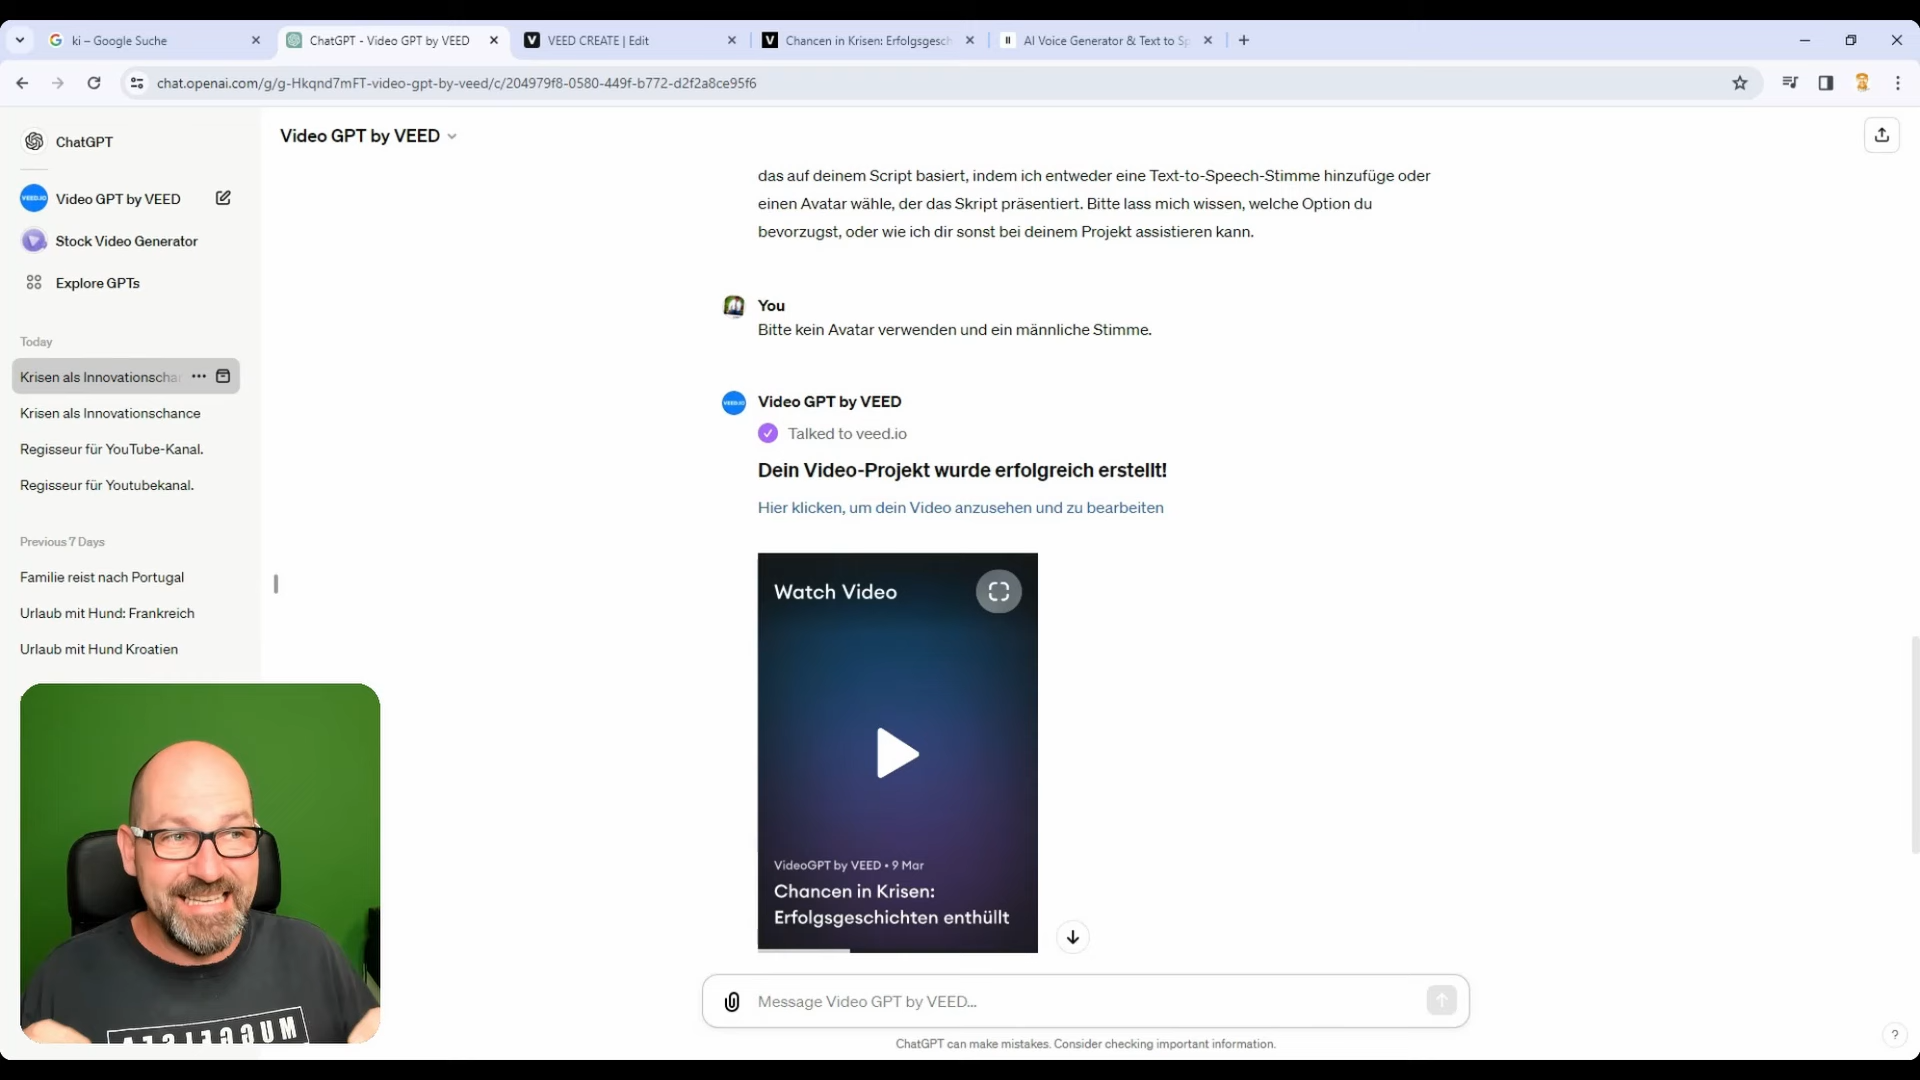 ki – Google Suche
ChatGPT - Video GPT by VEED
VEED CREATE | Edit
Chancen in Krisen: Erfolgsgesch
AI Voice Generator & Text to Sp
chat.openai.com/g/g-Hkqnd7mFT-video-gpt-by-veed/c/204979f8-0580-449f-b772-d2f2a8ce95f6
ChatGPT
Video GPT by VEED
Stock Video Generator
Explore GPTs
Today
Krisen als Innovationscha
Krisen als Innovationschance
Regisseur für YouTube-Kanal.
Regisseur für Youtubekanal.
Previous 7 Days
Familie reist nach Portugal
Urlaub mit Hund: Frankreich
Urlaub mit Hund Kroatien
Video GPT by VEED
das auf deinem Script basiert, indem ich entweder eine Text-to-Speech-Stimme hinzufüge oder
einen Avatar wähle, der das Skript präsentiert. Bitte lass mich wissen, welche Option du
bevorzugst, oder wie ich dir sonst bei deinem Projekt assistieren kann.
You
Bitte kein Avatar verwenden und ein männliche Stimme.
Video GPT by VEED
Talked to veed.io
Dein Video-Projekt wurde erfolgreich erstellt!
Hier klicken, um dein Video anzusehen und zu bearbeiten
Watch Video
VideoGPT by VEED • 9 Mar
Chancen in Krisen:
Erfolgsgeschichten enthüllt
Message Video GPT by VEED...
ChatGPT can make mistakes. Consider checking important information.
?